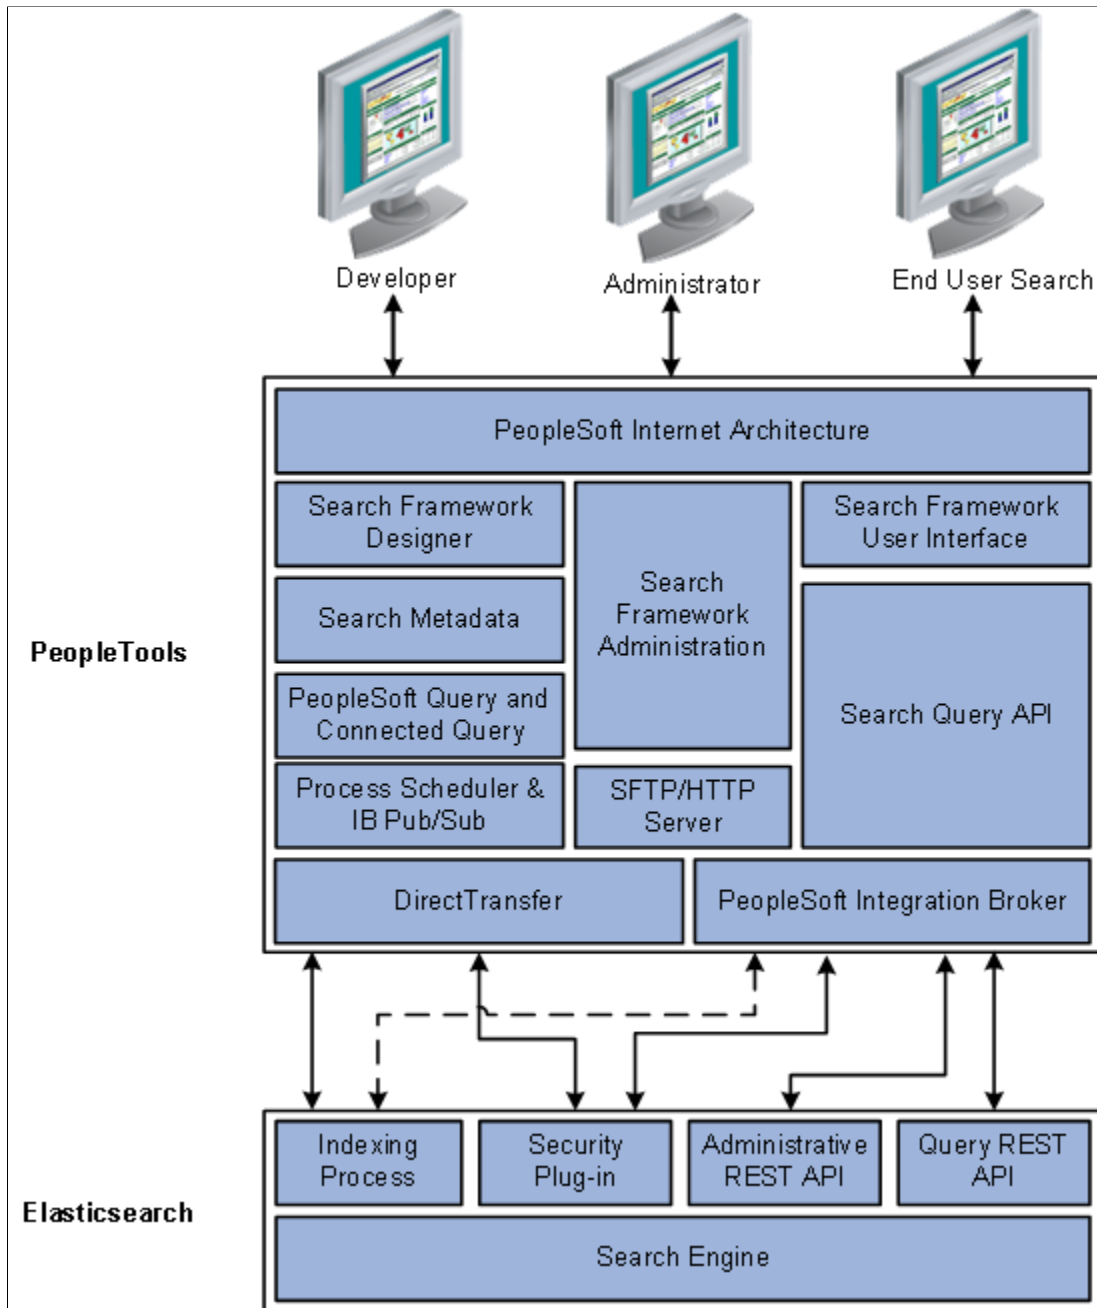 Developer
Administrator
End User Search
PeopleSoft Internet Architecture
Search Framework
Designer
Search
Framework
Administration
Search Framework
User Interface
Search Metadata
PeopleTools
PeopleSoft Query and
Connected Query
Search Query API
Process Scheduler &
IB Pub/Sub
SFTP/HTTP
Server
DirectTransfer
PeopleSoft Integration Broker
Indexing
Process
Security
Plug-in
Administrative
REST API
Query REST
API
Elasticsearch
Search Engine